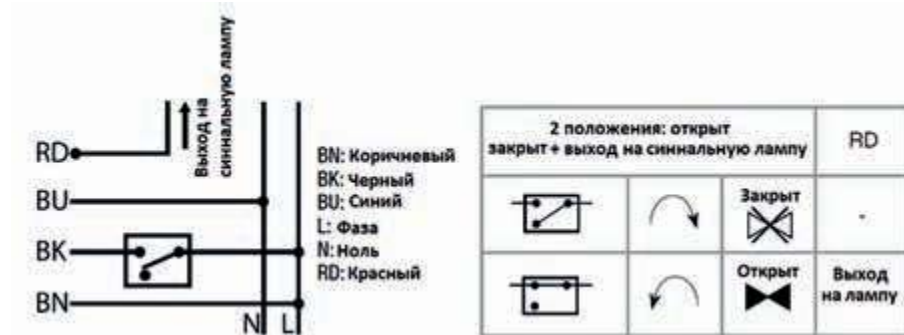 Выход на
синнальную лампу
RD
BU
BK
BN
N
L
BN: Коричневый
BK: Черный
BU: Синий
L: Фаза
N: Ноль
RD: Красный
2 положения: открыт
закрыт + выход на синнальную лампу
RD
Закрыт
-
Открыт
Выход
на лампу